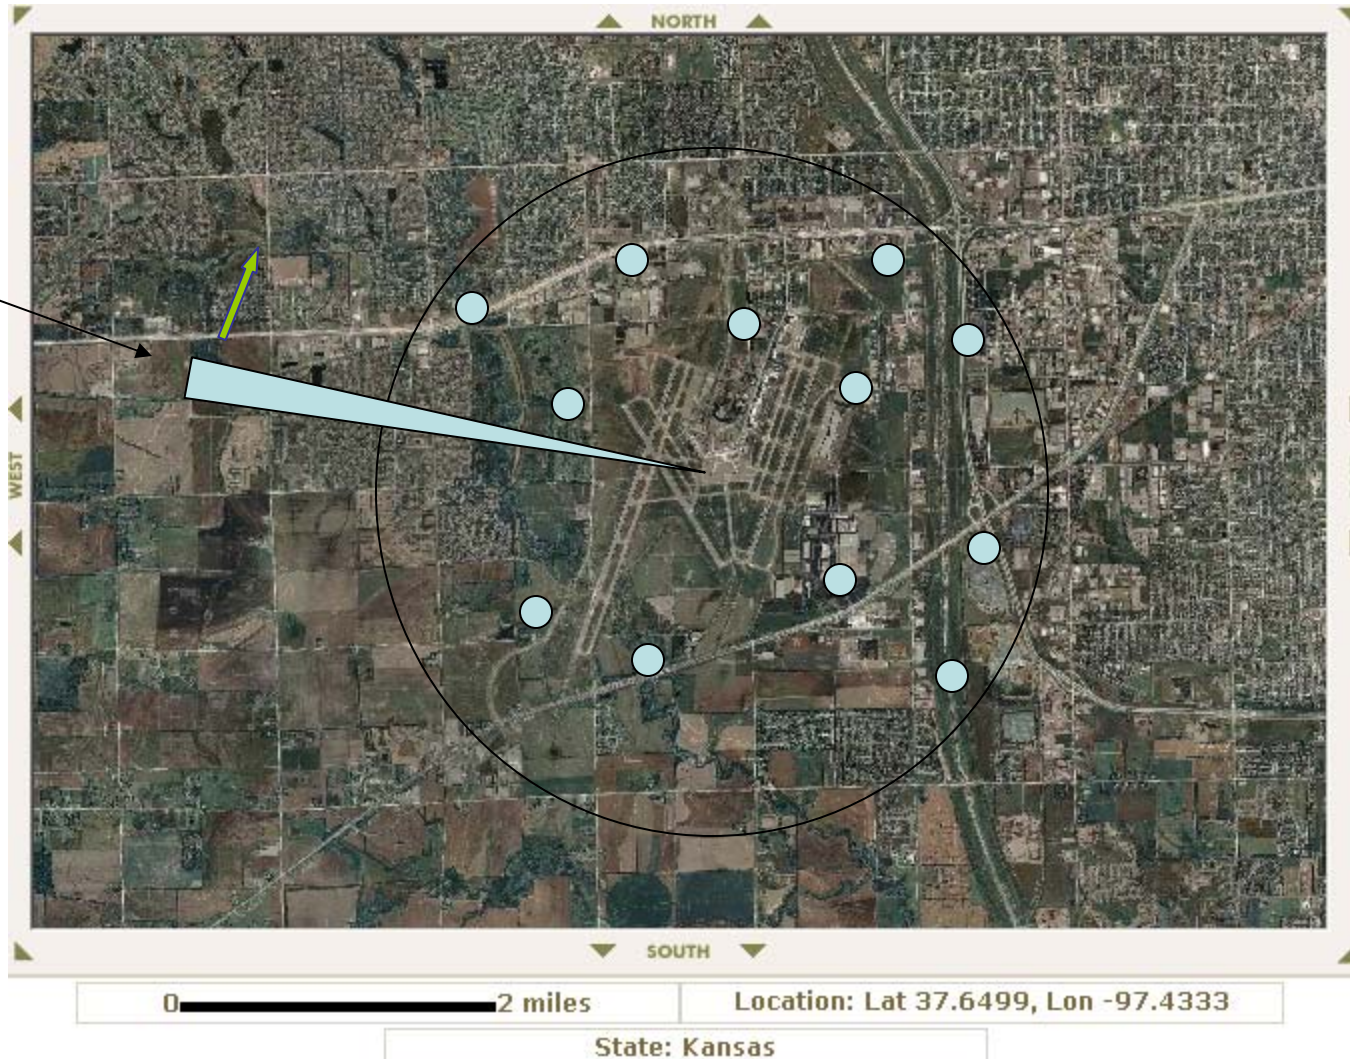 NORTH
WEST
SOUTH
0 2 miles
Location: Lat 37.6499, Lon -97.4333
State: Kansas